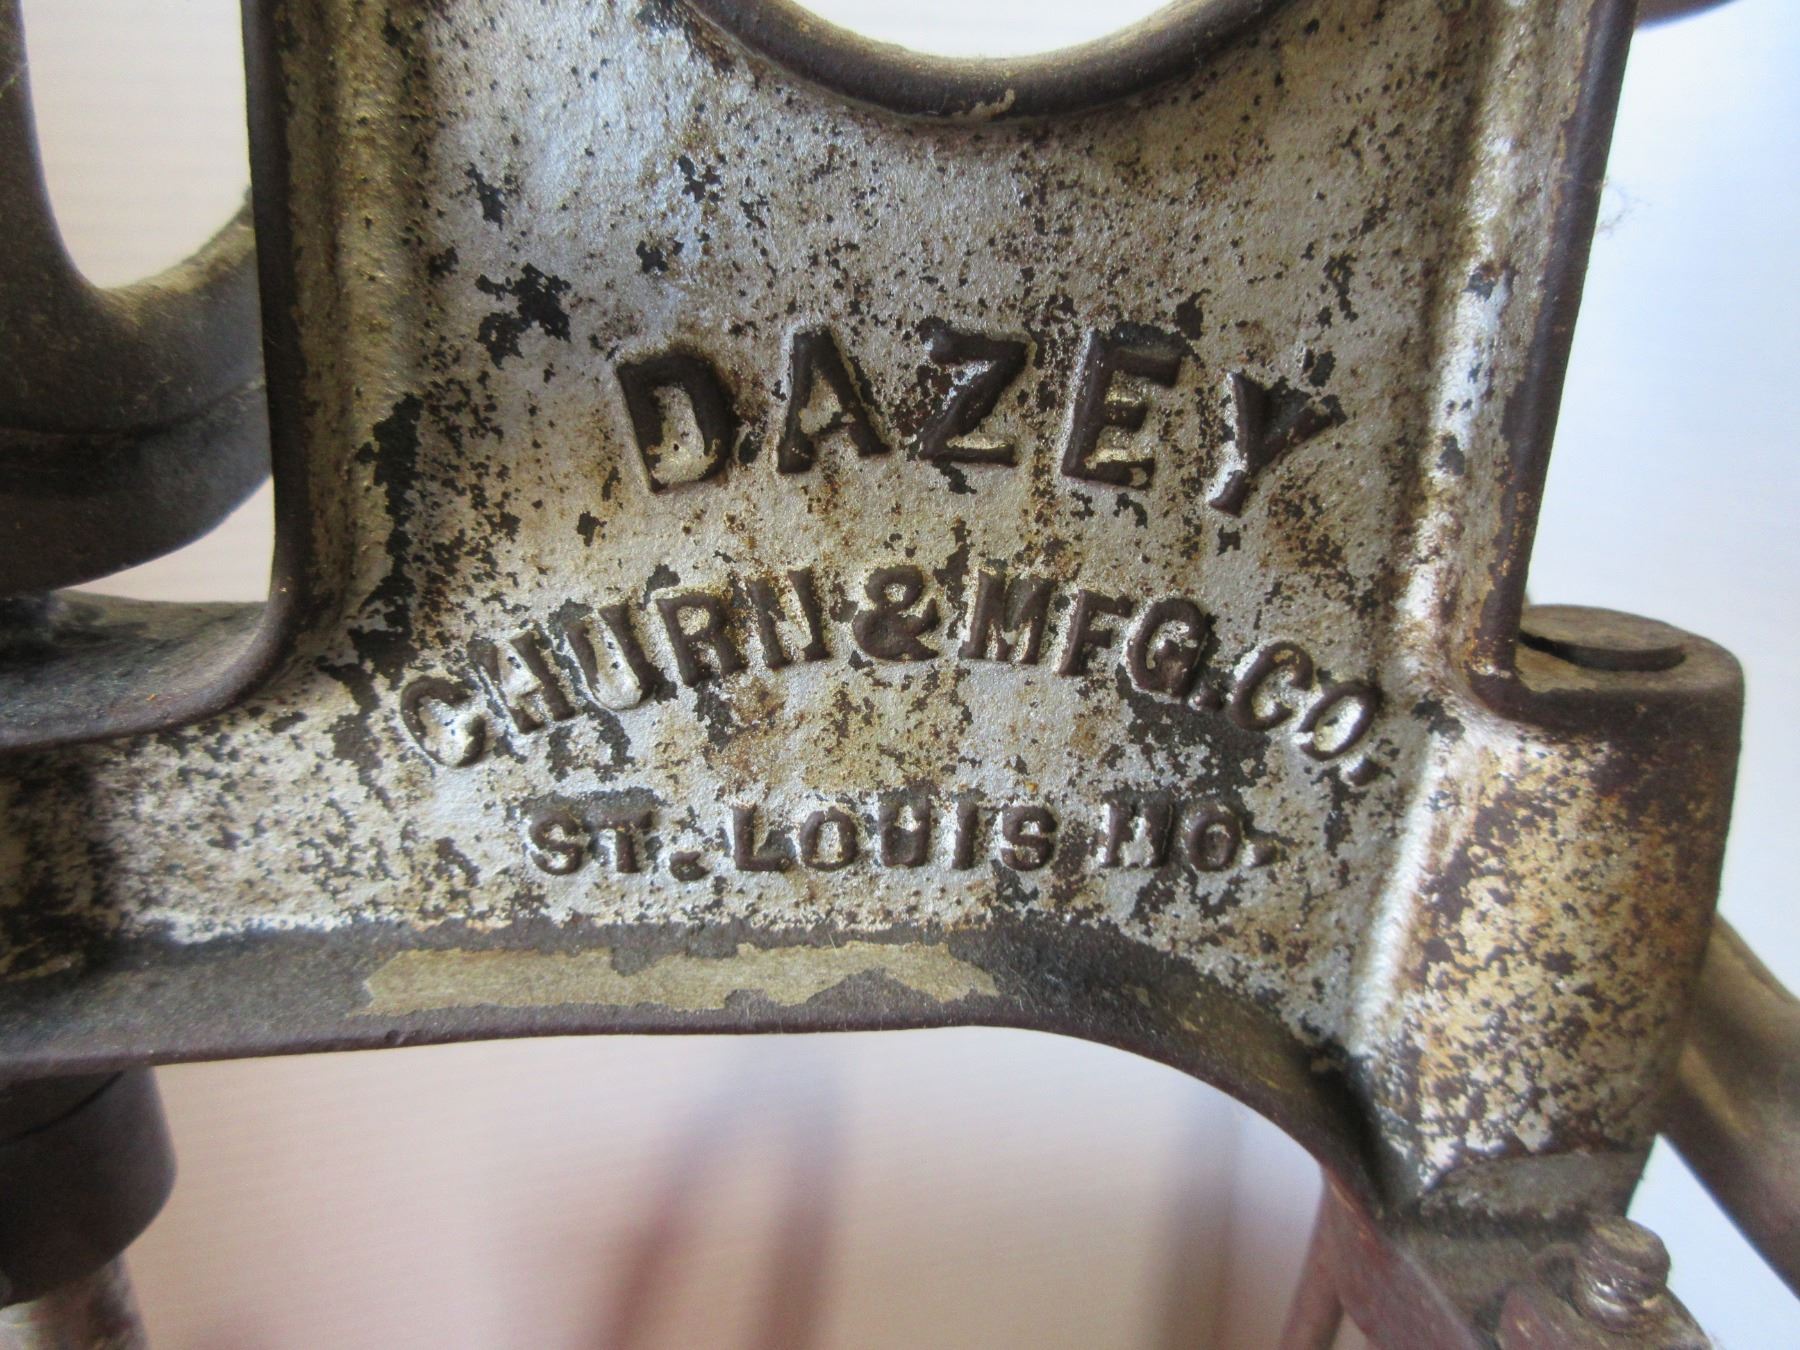 DAZEY
CHURN & MFG. CO.
ST. LOUIS MO.